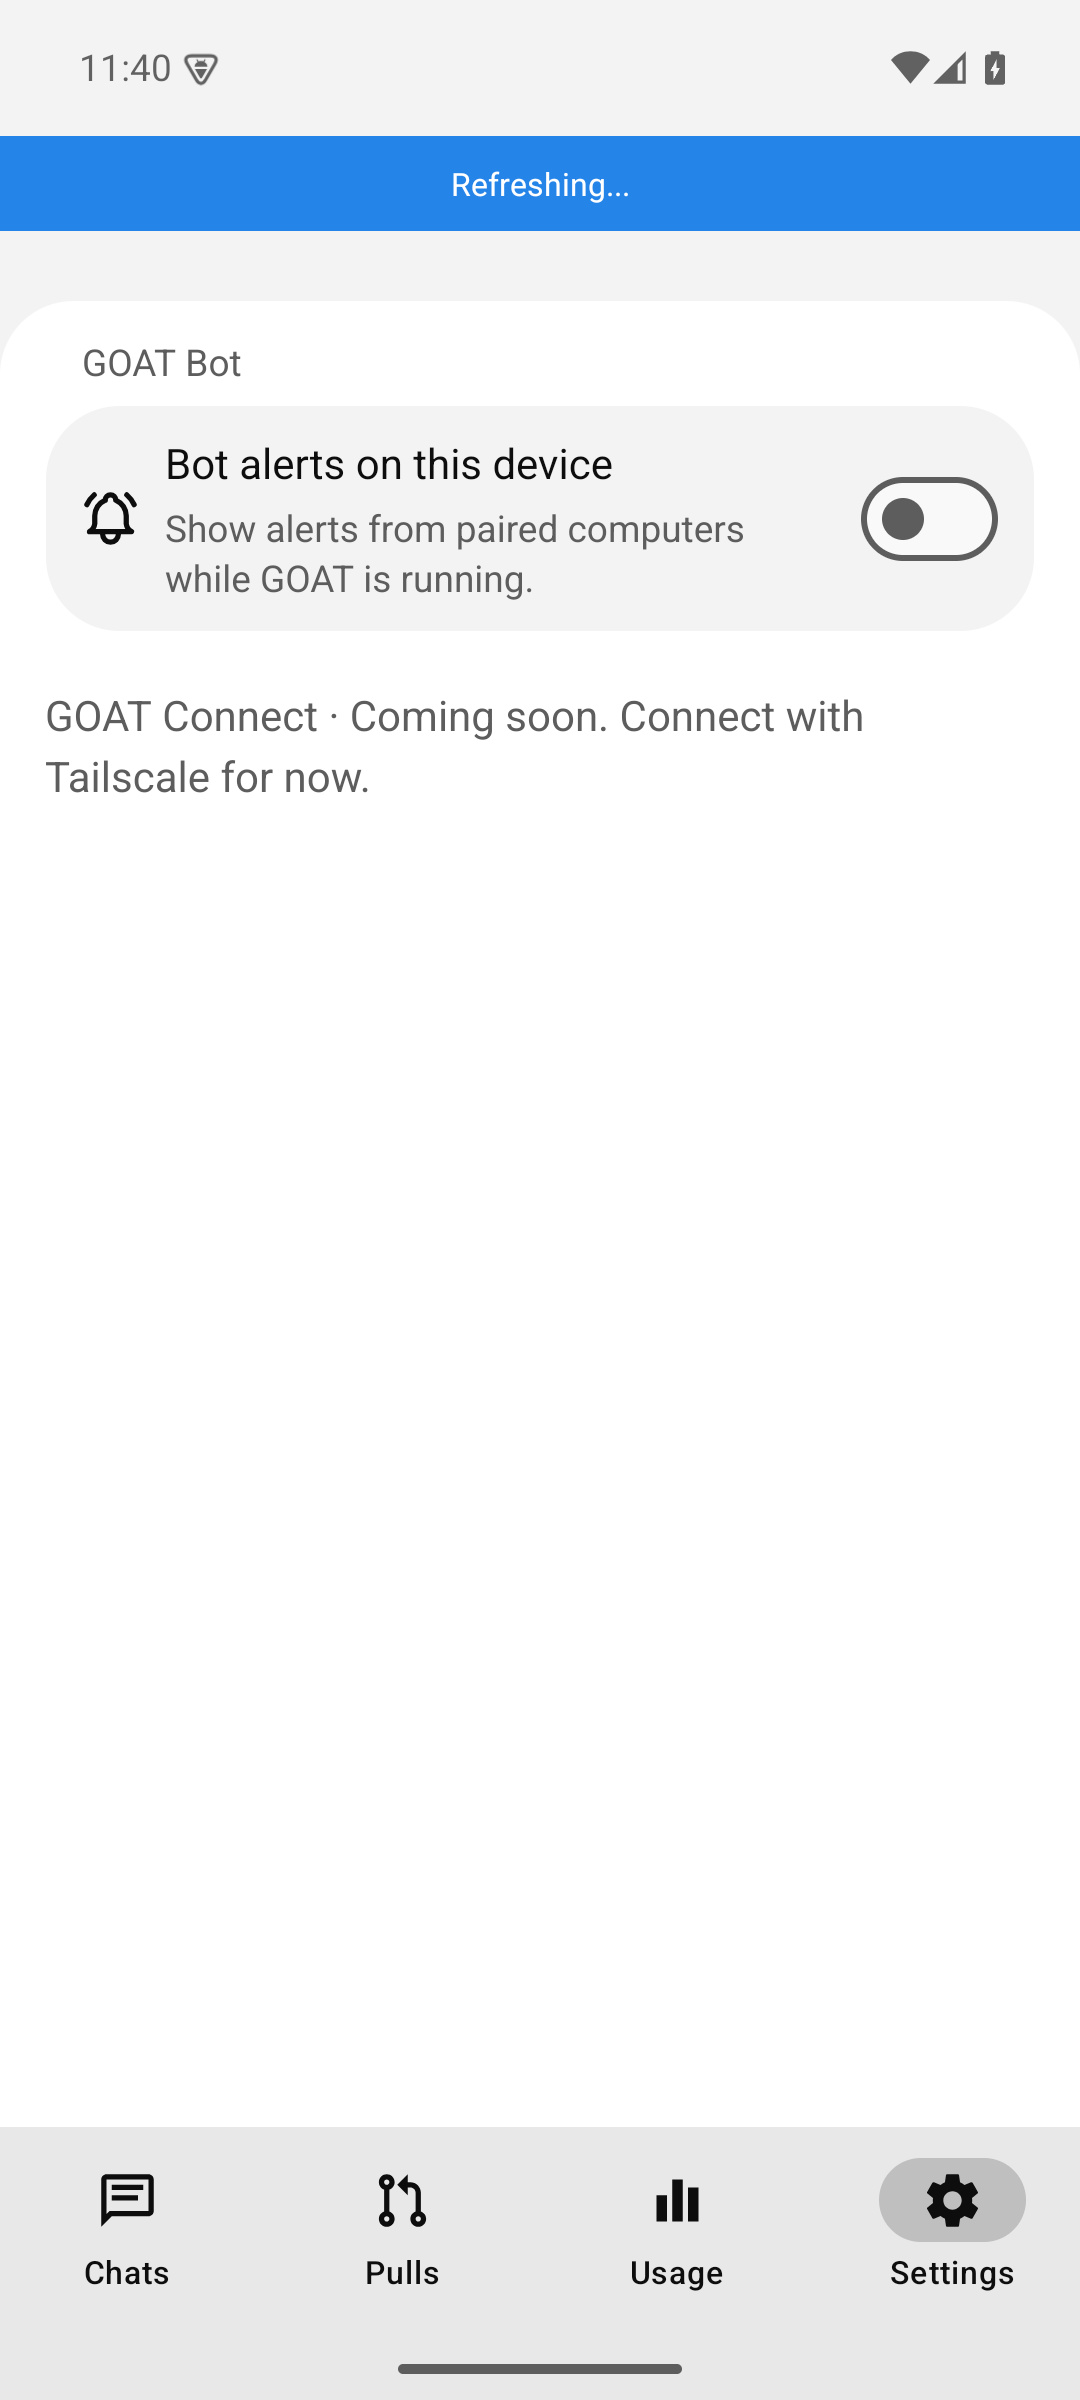 11:40
Refreshing...
GOAT Bot
Bot alerts on this device
Show alerts from paired computers
while GOAT is running.
GOAT Connect · Coming soon. Connect with
Tailscale for now.
Chats
Pulls
Usage
Settings